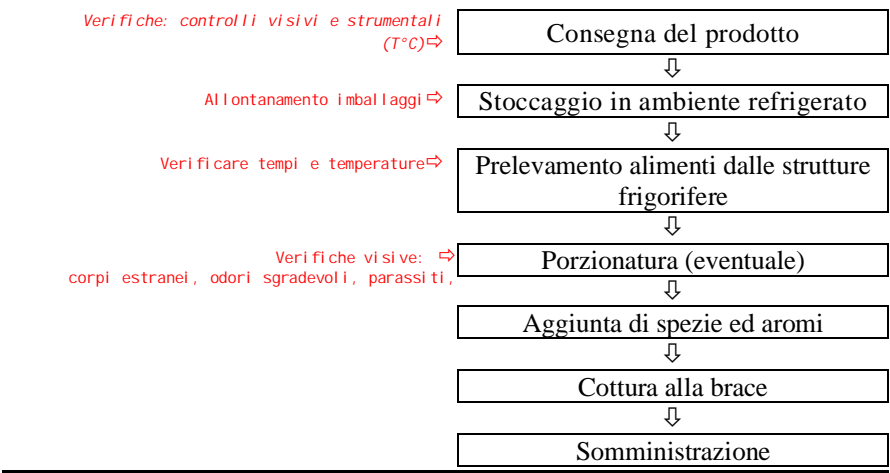 Verifiche: controlli visivi e strumentali
(T°C)⇨
Consegna del prodotto
⇩
Allontanamento imballaggi⇨
Stoccaggio in ambiente refrigerato
⇩
Verificare tempi e temperature⇨
Prelevamento alimenti dalle strutture
frigorifere
⇩
Verifiche visive: ⇨
corpi estranei, odori sgradevoli, parassiti,
Porzionatura (eventuale)
⇩
Aggiunta di spezie ed aromi
⇩
Cottura alla brace
⇩
Somministrazione